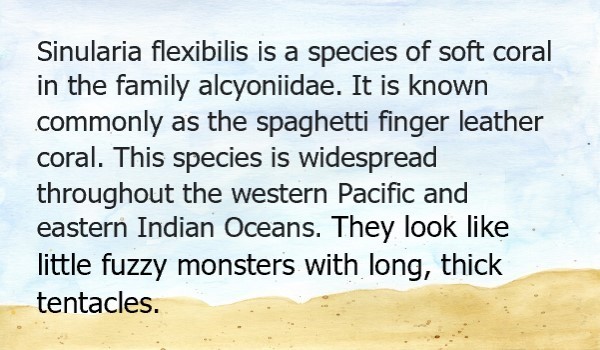 Sinularia flexibilis is a species of soft coral
in the family alcyoniidae. It is known
commonly as the spaghetti finger leather
coral. This species is widespread
throughout the western Pacific and
eastern Indian Oceans. They look like
little fuzzy monsters with long, thick
tentacles.